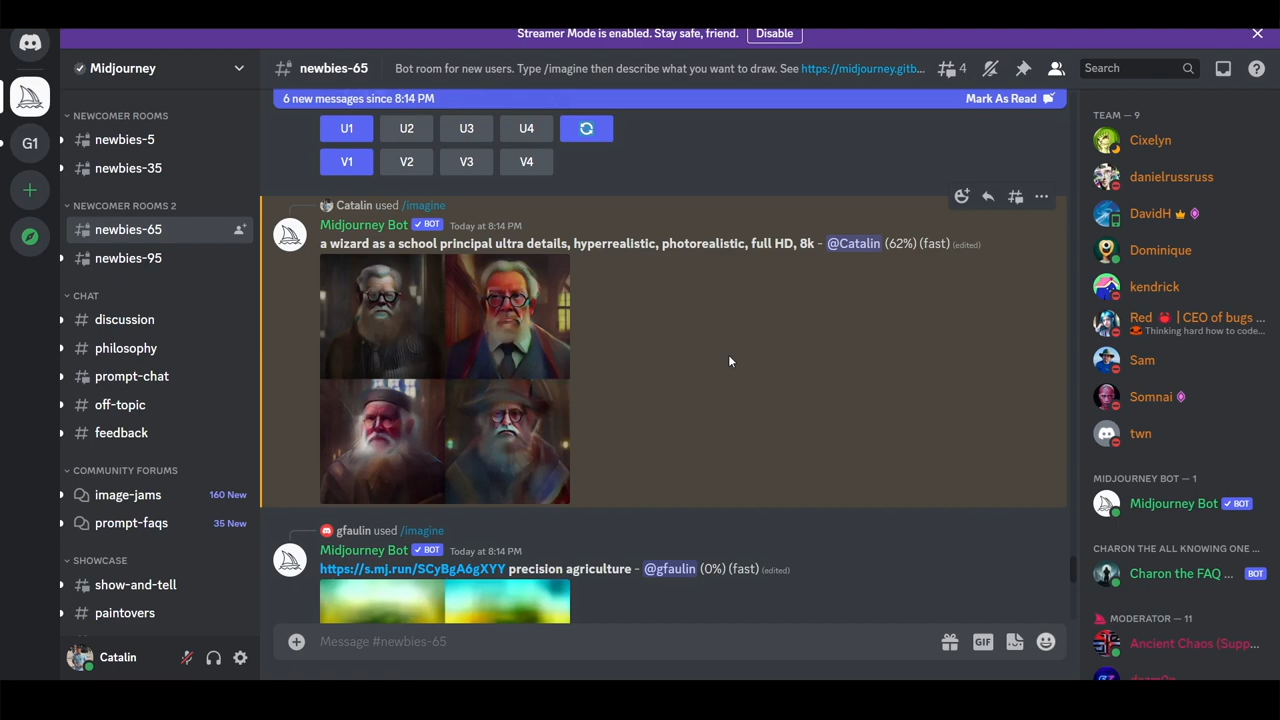 Streamer Mode is enabled. Stay safe, friend. Disable
Midjourney
newbies-65 Bot room for new users. Type /imagine then describe what you want to draw. See https://midjourney.gitb... 4 Search
6 new messages since 8:14 PM Mark As Read
G1
NEWCOMER ROOMS
newbies-5
newbies-35
NEWCOMER ROOMS 2
newbies-65
newbies-95
CHAT
discussion
philosophy
prompt-chat
off-topic
feedback
COMMUNITY FORUMS
image-jams 160 New
prompt-faqs 35 New
SHOWCASE
show-and-tell
paintovers
Catalin
U1 U2 U3 U4
V1 V2 V3 V4
Catalin used /imagine
Midjourney Bot BOT Today at 8:14 PM
a wizard as a school principal ultra details, hyperrealistic, photorealistic, full HD, 8k - @Catalin (62%) (fast) (edited)
gfaulin used /imagine
Midjourney Bot BOT Today at 8:14 PM
https://s.mj.run/SCyBgA6gXYY precision agriculture - @gfaulin (0%) (fast) (edited)
Message #newbies-65
GIF
TEAM — 9
Cixelyn
danielrussruss
DavidH
Dominique
kendrick
Red | CEO of bugs ...
Thinking hard how to code...
Sam
Somnai
twn
MIDJOURNEY BOT — 1
Midjourney Bot BOT
CHARON THE ALL KNOWING ONE ...
Charon the FAQ ... BOT
MODERATOR — 11
Ancient Chaos (Supp...